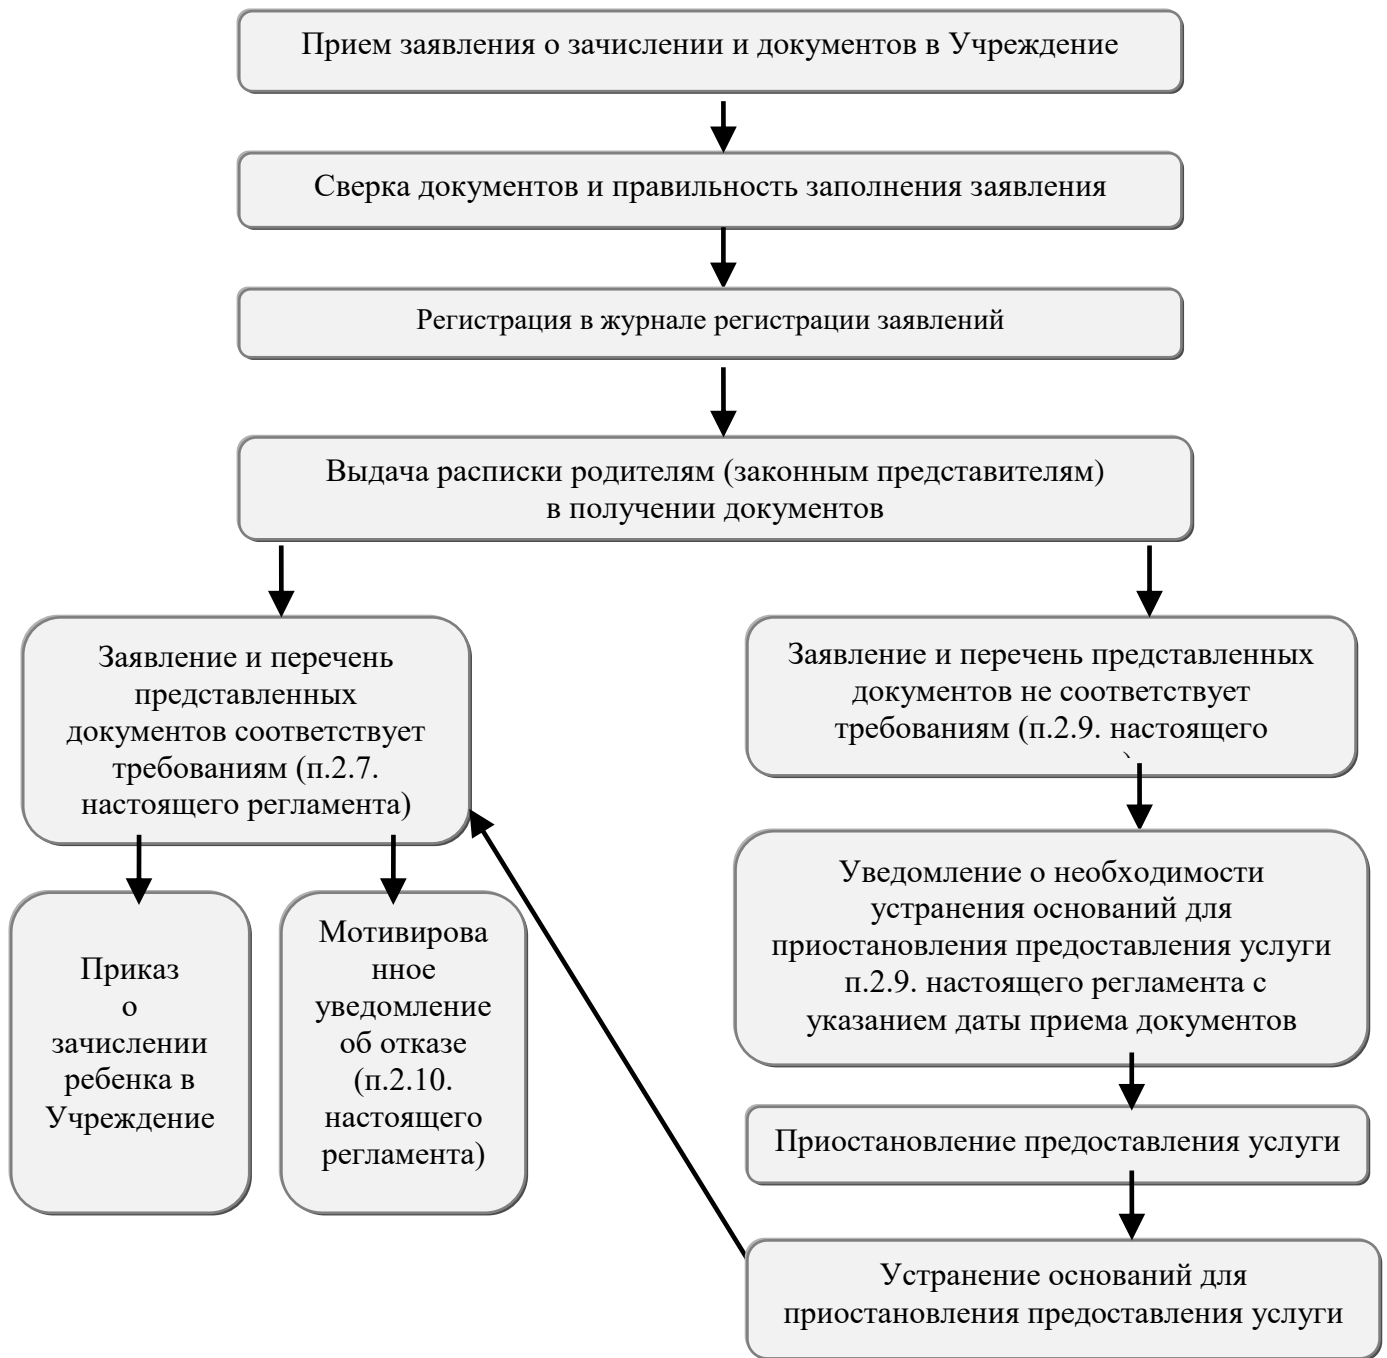 Прием заявления о зачислении и документов в Учреждение
Сверка документов и правильность заполнения заявления
Регистрация в журнале регистрации заявлений
Выдача расписки родителям (законным представителям)
в получении документов
Заявление и перечень
представленных
документов соответствует
требованиям (п.2.7.
настоящего регламента)
Заявление и перечень представленных
документов не соответствует
требованиям (п.2.9. настоящего
Приказ
о
зачислении
ребенка в
Учреждение
Мотивирова
нное
уведомление
об отказе
(п.2.10.
настоящего
регламента)
Уведомление о необходимости
устранения оснований для
приостановления предоставления услуги
п.2.9. настоящего регламента с
указанием даты приема документов
Приостановление предоставления услуги
Устранение оснований для
приостановления предоставления услуги